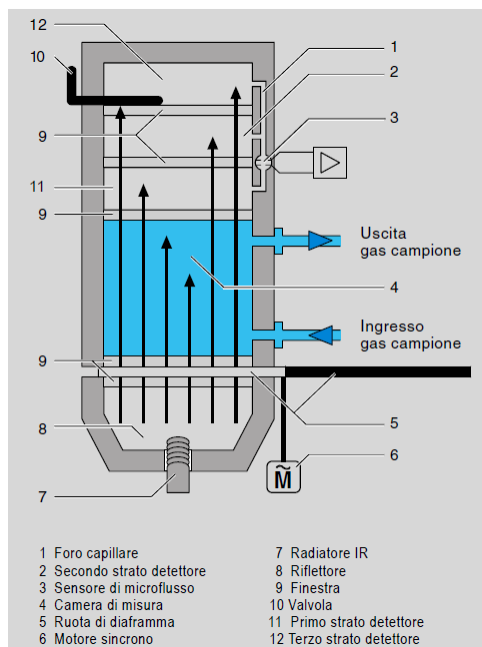 12
10
1
2
9
3
11
9
Uscita
gas campione
4
Ingresso
gas campione
9
8
5
M̃
6
7
1 Foro capillare
2 Secondo strato detettore
3 Sensore di microflusso
4 Camera di misura
5 Ruota di diaframma
6 Motore sincrono
7 Radiatore IR
8 Riflettore
9 Finestra
10 Valvola
11 Primo strato detettore
12 Terzo strato detettore